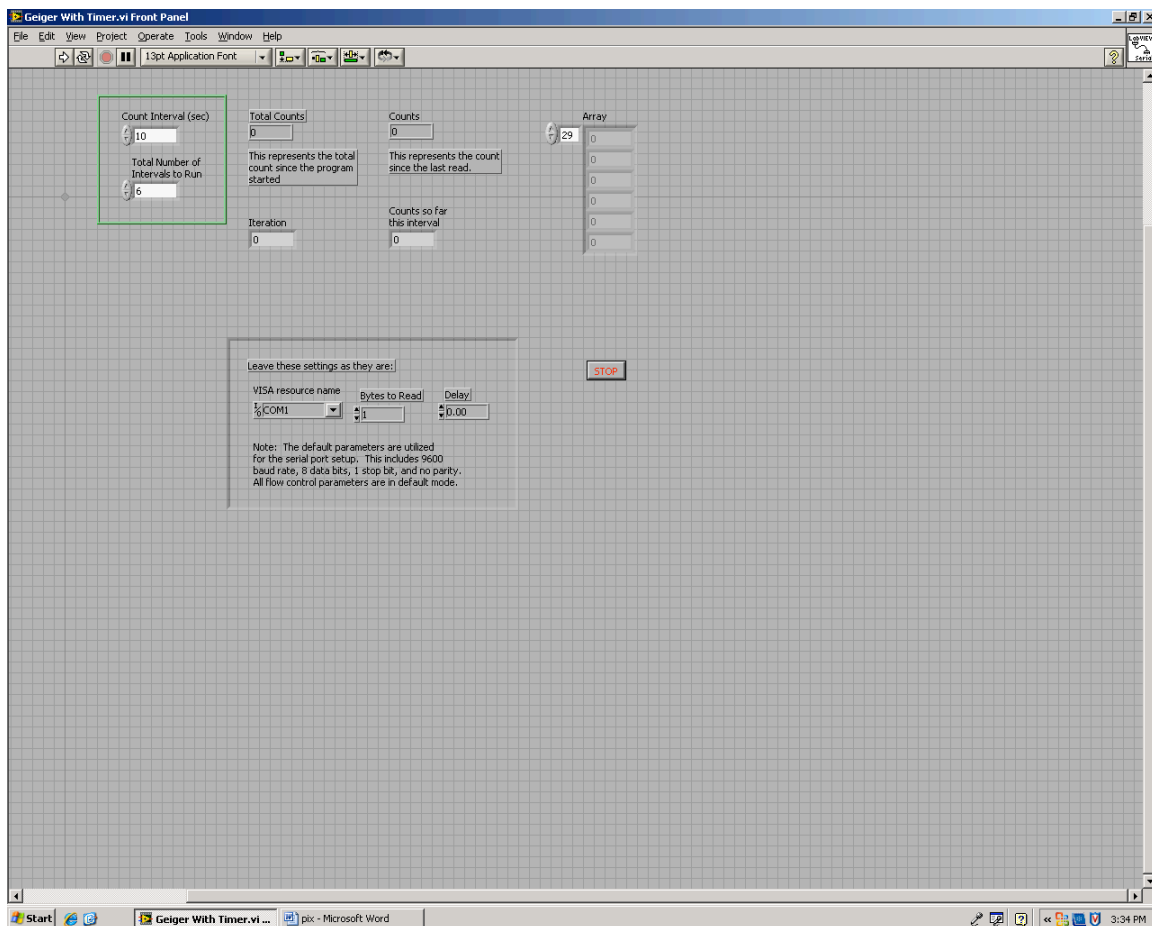 Geiger With Timer.vi Front Panel
File Edit View Project Operate Tools Window Help
13pt Application Font
LabVIEW
Serial
Count Interval (sec)
10
Total Number of
Intervals to Run
6
Total Counts
0
This represents the total
count since the program
started
Iteration
0
Counts
0
This represents the count
since the last read.
Counts so far
this interval
0
Array
29
0
0
0
0
0
0
Leave these settings as they are:
VISA resource name
COM1
Bytes to Read
1
Delay
0.00
Note: The default parameters are utilized
for the serial port setup. This includes 9600
baud rate, 8 data bits, 1 stop bit, and no parity.
All flow control parameters are in default mode.
STOP
Start
Geiger With Timer.vi ...
pix - Microsoft Word
3:34 PM